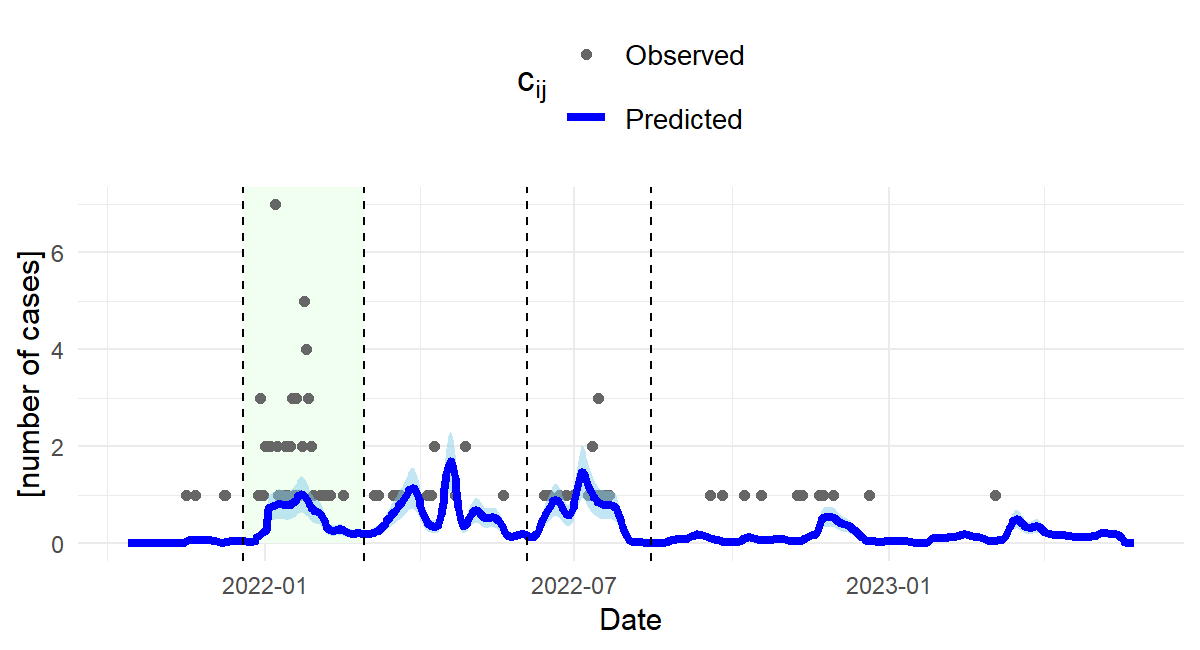 Observed
c_ij
Predicted
[number of cases]
6
4
2
0
2022-01
2022-07
2023-01
Date